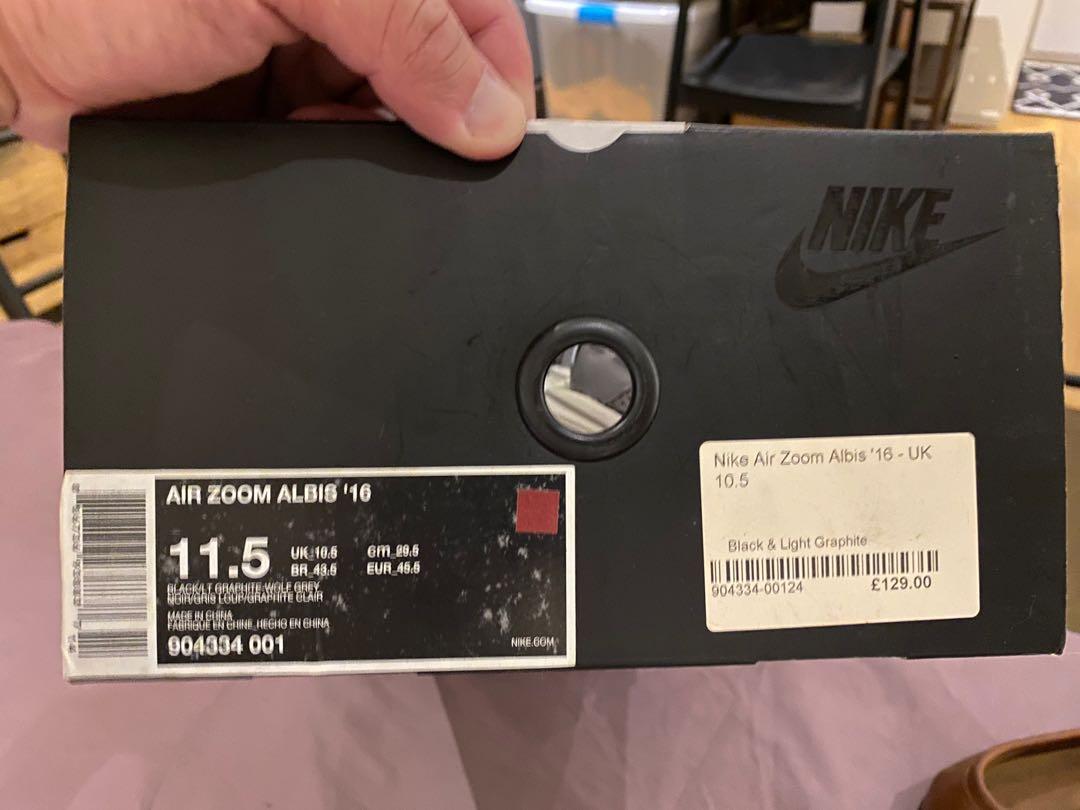 NIKE
AIR ZOOM ALBIS '16
11.5
UK 10.5 cm 29.5
BR 43.5 EUR 45.5
BLACK/LT GRAPHITE-WOLF GREY
NOIR/GRIS LOUP/GRAPHITE CLAIR
MADE IN CHINA
FABRIQUE EN CHINE, HECHO EN CHINA
904334 001
NIKE.COM
Nike Air Zoom Albis '16 - UK
10.5
Black & Light Graphite
904334-00124 £129.00